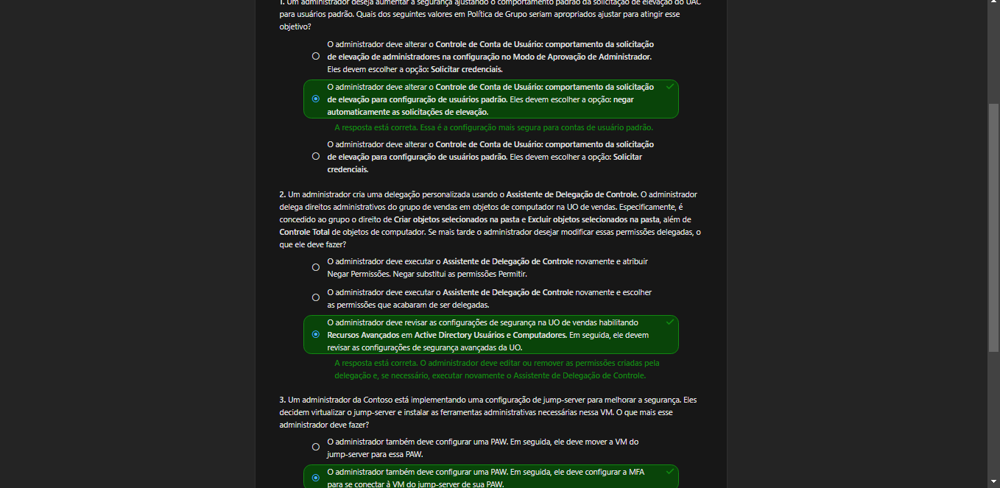 1. Um administrador deseja aumentar a segurança ajustando o comportamento padrão da solicitação de elevação do UAC
para usuários padrão. Quais dos seguintes valores em Política de Grupo seriam apropriados ajustar para atingir esse
objetivo?
O administrador deve alterar o Controle de Conta de Usuário: comportamento da solicitação
de elevação de administradores na configuração no Modo de Aprovação de Administrador.
Eles devem escolher a opção: Solicitar credenciais.
O administrador deve alterar o Controle de Conta de Usuário: comportamento da solicitação
de elevação para configuração de usuários padrão. Eles devem escolher a opção: negar
automaticamente as solicitações de elevação.
A resposta está correta. Essa é a configuração mais segura para contas de usuário padrão.
O administrador deve alterar o Controle de Conta de Usuário: comportamento da solicitação
de elevação para configuração de usuários padrão. Eles devem escolher a opção: Solicitar
credenciais.
2. Um administrador cria uma delegação personalizada usando o Assistente de Delegação de Controle. O administrador
delega direitos administrativos do grupo de vendas em objetos de computador na UO de vendas. Especificamente, é
concedido ao grupo o direito de Criar objetos selecionados na pasta e Excluir objetos selecionados na pasta, além de
Controle Total de objetos de computador. Se mais tarde o administrador desejar modificar essas permissões delegadas, o
que ele deve fazer?
O administrador deve executar o Assistente de Delegação de Controle novamente e atribuir
Negar Permissões. Negar substitui as permissões Permitir.
O administrador deve executar o Assistente de Delegação de Controle novamente e escolher
as permissões que acabaram de ser delegadas.
O administrador deve revisar as configurações de segurança na UO de vendas habilitando
Recursos Avançados em Active Directory Usuários e Computadores. Em seguida, ele devem
revisar as configurações de segurança avançadas da UO.
A resposta está correta. O administrador deve editar ou remover as permissões criadas pela
delegação e, se necessário, executar novamente o Assistente de Delegação de Controle.
3. Um administrador da Contoso está implementando uma configuração de jump-server para melhorar a segurança. Eles
decidem virtualizar o jump-server e instalar as ferramentas administrativas necessárias nessa VM. O que mais esse
administrador deve fazer?
O administrador também deve configurar uma PAW. Em seguida, ele deve mover a VM do
jump-server para essa PAW.
O administrador também deve configurar uma PAW. Em seguida, ele deve configurar a MFA
para se conectar à VM do jump-server de sua PAW.